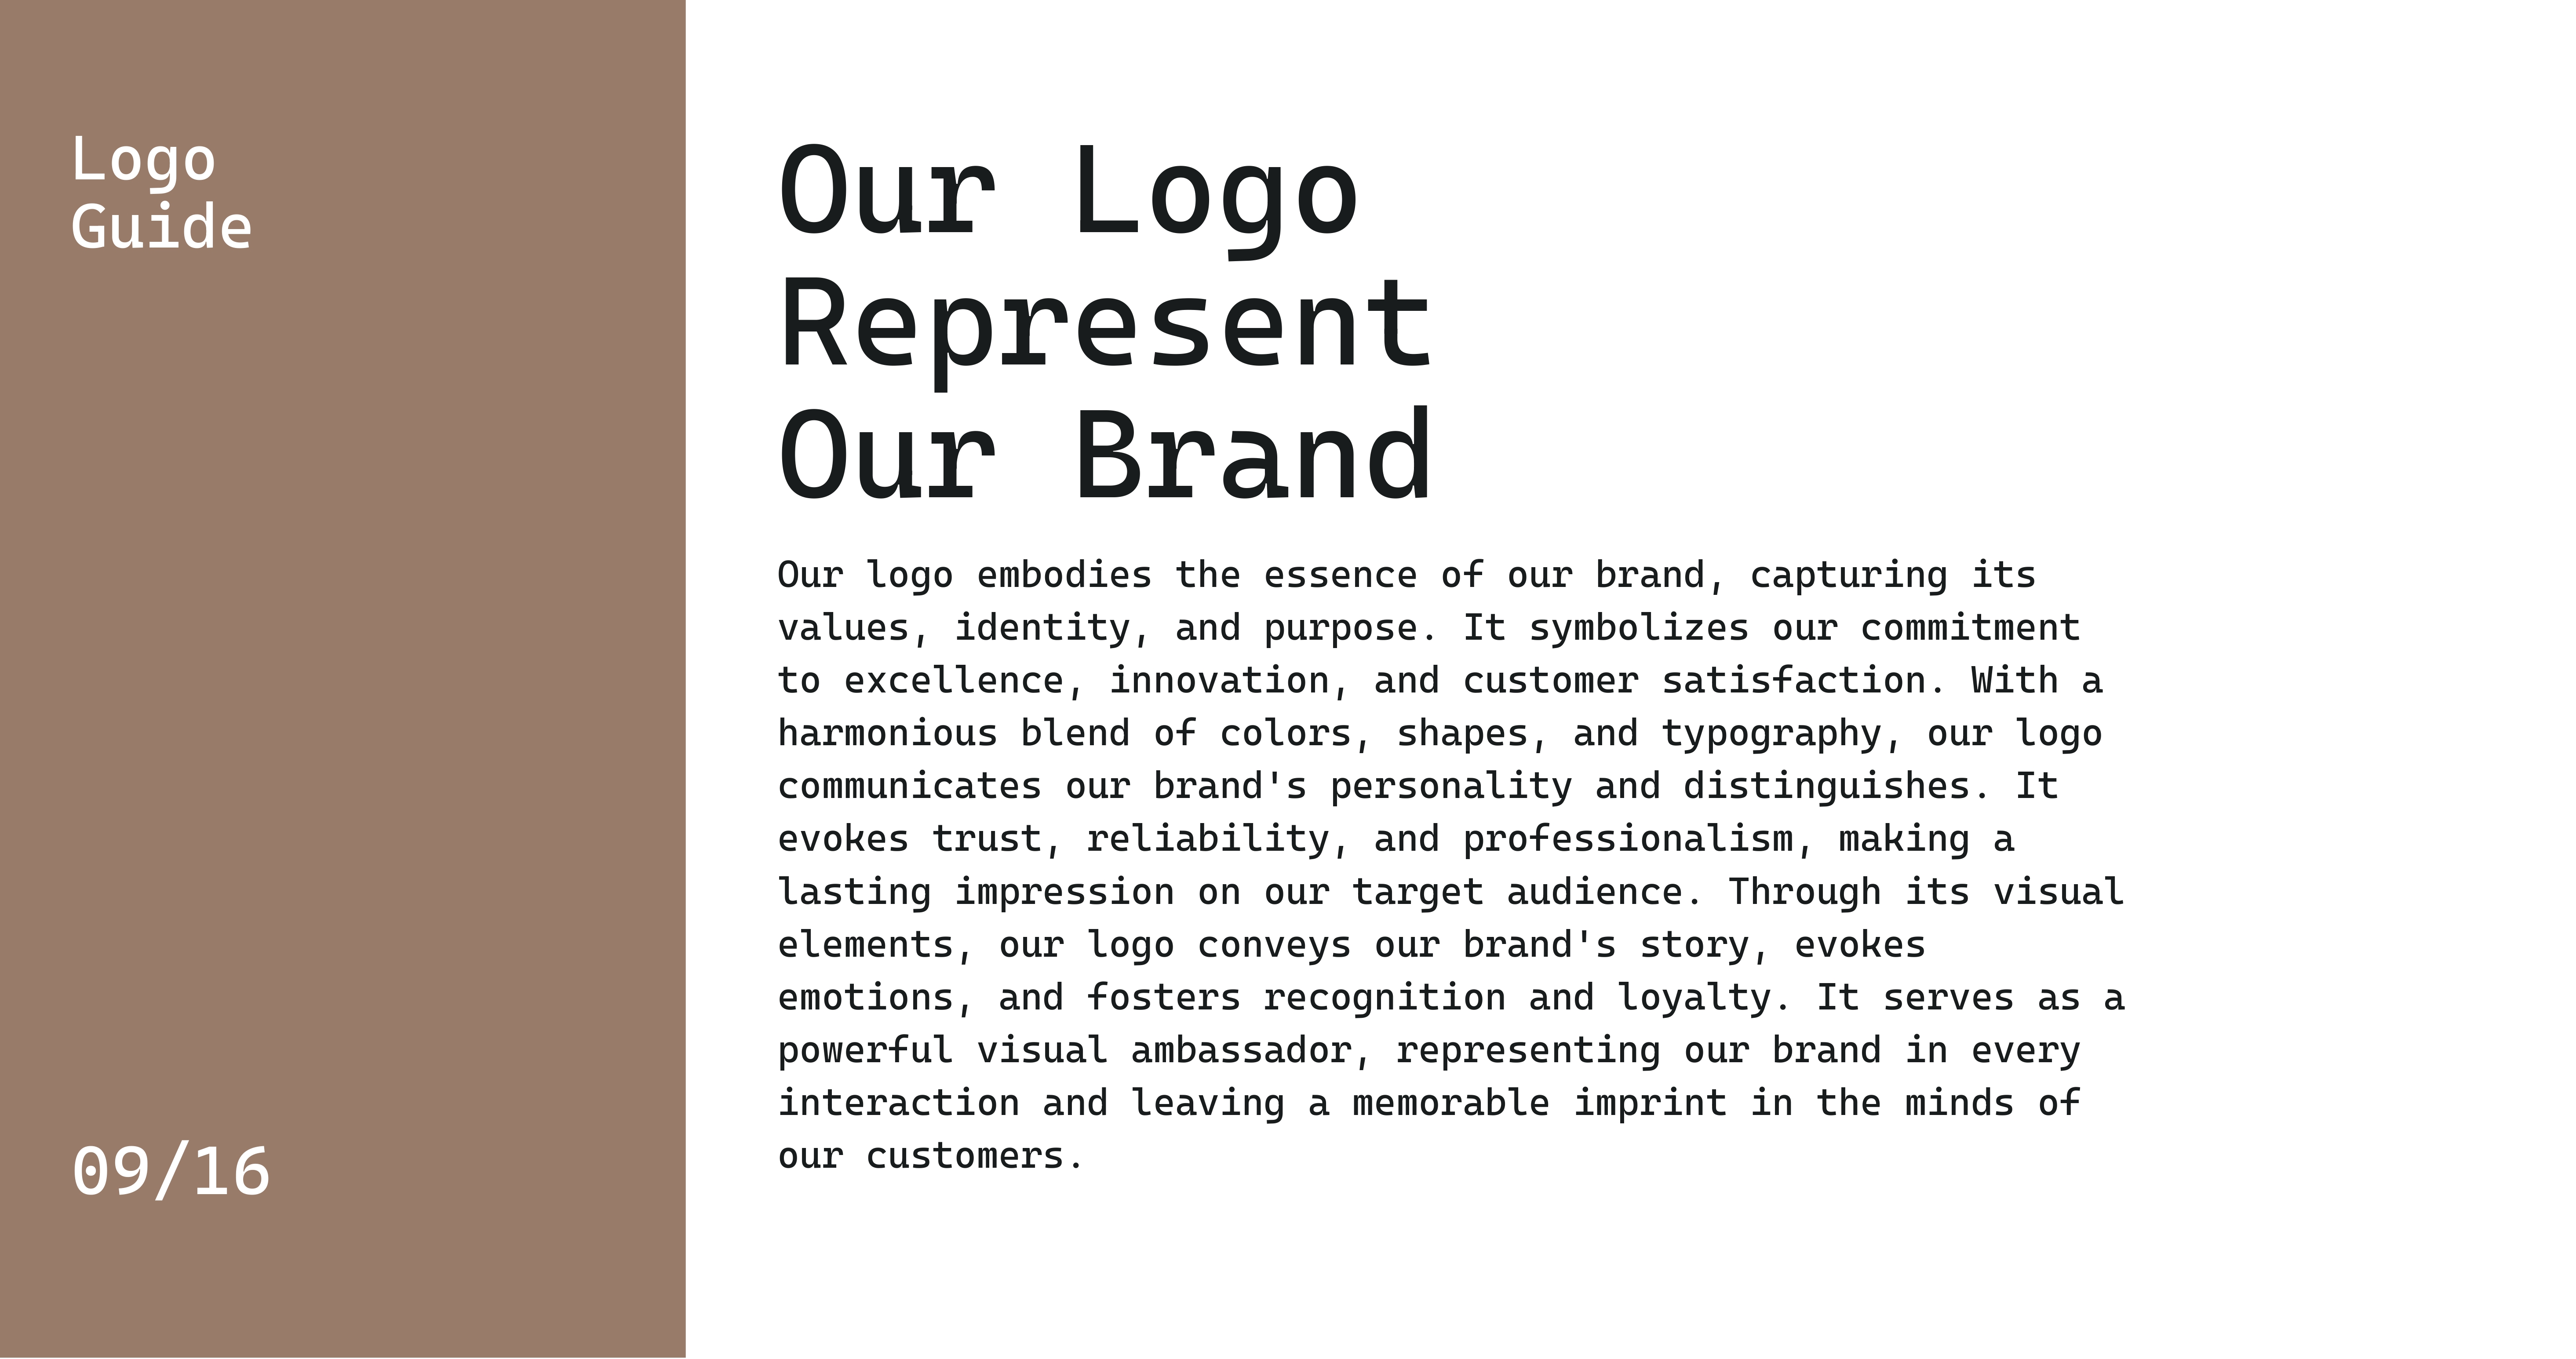 Logo
Guide
09/16
Our Logo
Represent
Our Brand
Our logo embodies the essence of our brand, capturing its
values, identity, and purpose. It symbolizes our commitment
to excellence, innovation, and customer satisfaction. With a
harmonious blend of colors, shapes, and typography, our logo
communicates our brand's personality and distinguishes. It
evokes trust, reliability, and professionalism, making a
lasting impression on our target audience. Through its visual
elements, our logo conveys our brand's story, evokes
emotions, and fosters recognition and loyalty. It serves as a
powerful visual ambassador, representing our brand in every
interaction and leaving a memorable imprint in the minds of
our customers.